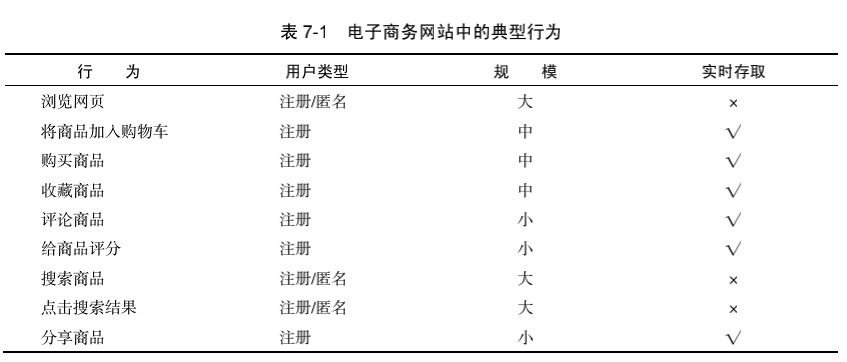 表 7-1 电子商务网站中的典型行为
行 为 用户类型 规 模 实时存取
浏览网页 注册/匿名 大 ×
将商品加入购物车 注册 中 √
购买商品 注册 中 √
收藏商品 注册 中 √
评论商品 注册 小 √
给商品评分 注册 小 √
搜索商品 注册/匿名 大 ×
点击搜索结果 注册/匿名 大 ×
分享商品 注册 小 √